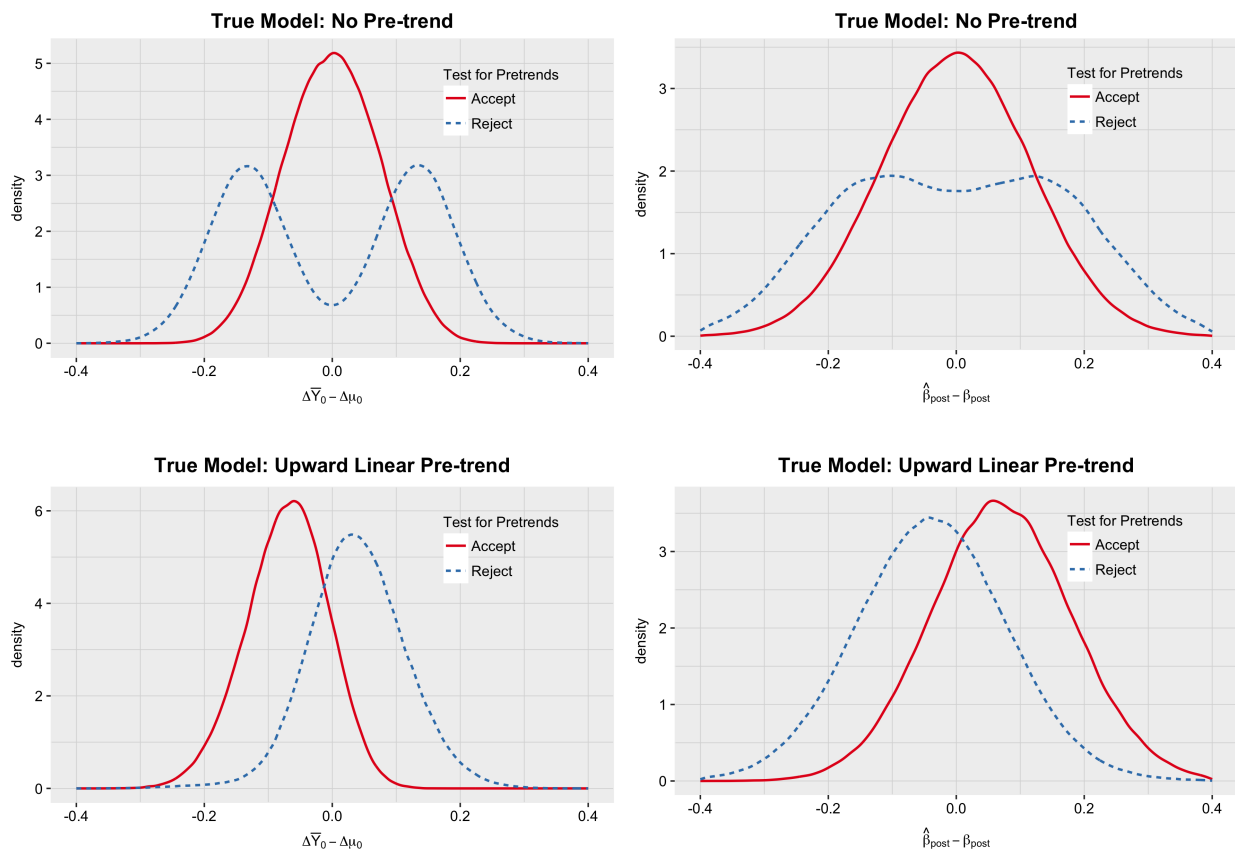 True Model: No Pre-trend
density
5
4
3
2
1
0
-0.4 -0.2 0.0 0.2 0.4
ΔY̅₀ − Δμ₀
Test for Pretrends
Accept
Reject
True Model: No Pre-trend
density
3
2
1
0
-0.4 -0.2 0.0 0.2 0.4
β̂post − βpost
Test for Pretrends
Accept
Reject
True Model: Upward Linear Pre-trend
density
6
4
2
0
-0.4 -0.2 0.0 0.2 0.4
ΔY̅₀ − Δμ₀
Test for Pretrends
Accept
Reject
True Model: Upward Linear Pre-trend
density
3
2
1
0
-0.4 -0.2 0.0 0.2 0.4
β̂post − βpost
Test for Pretrends
Accept
Reject